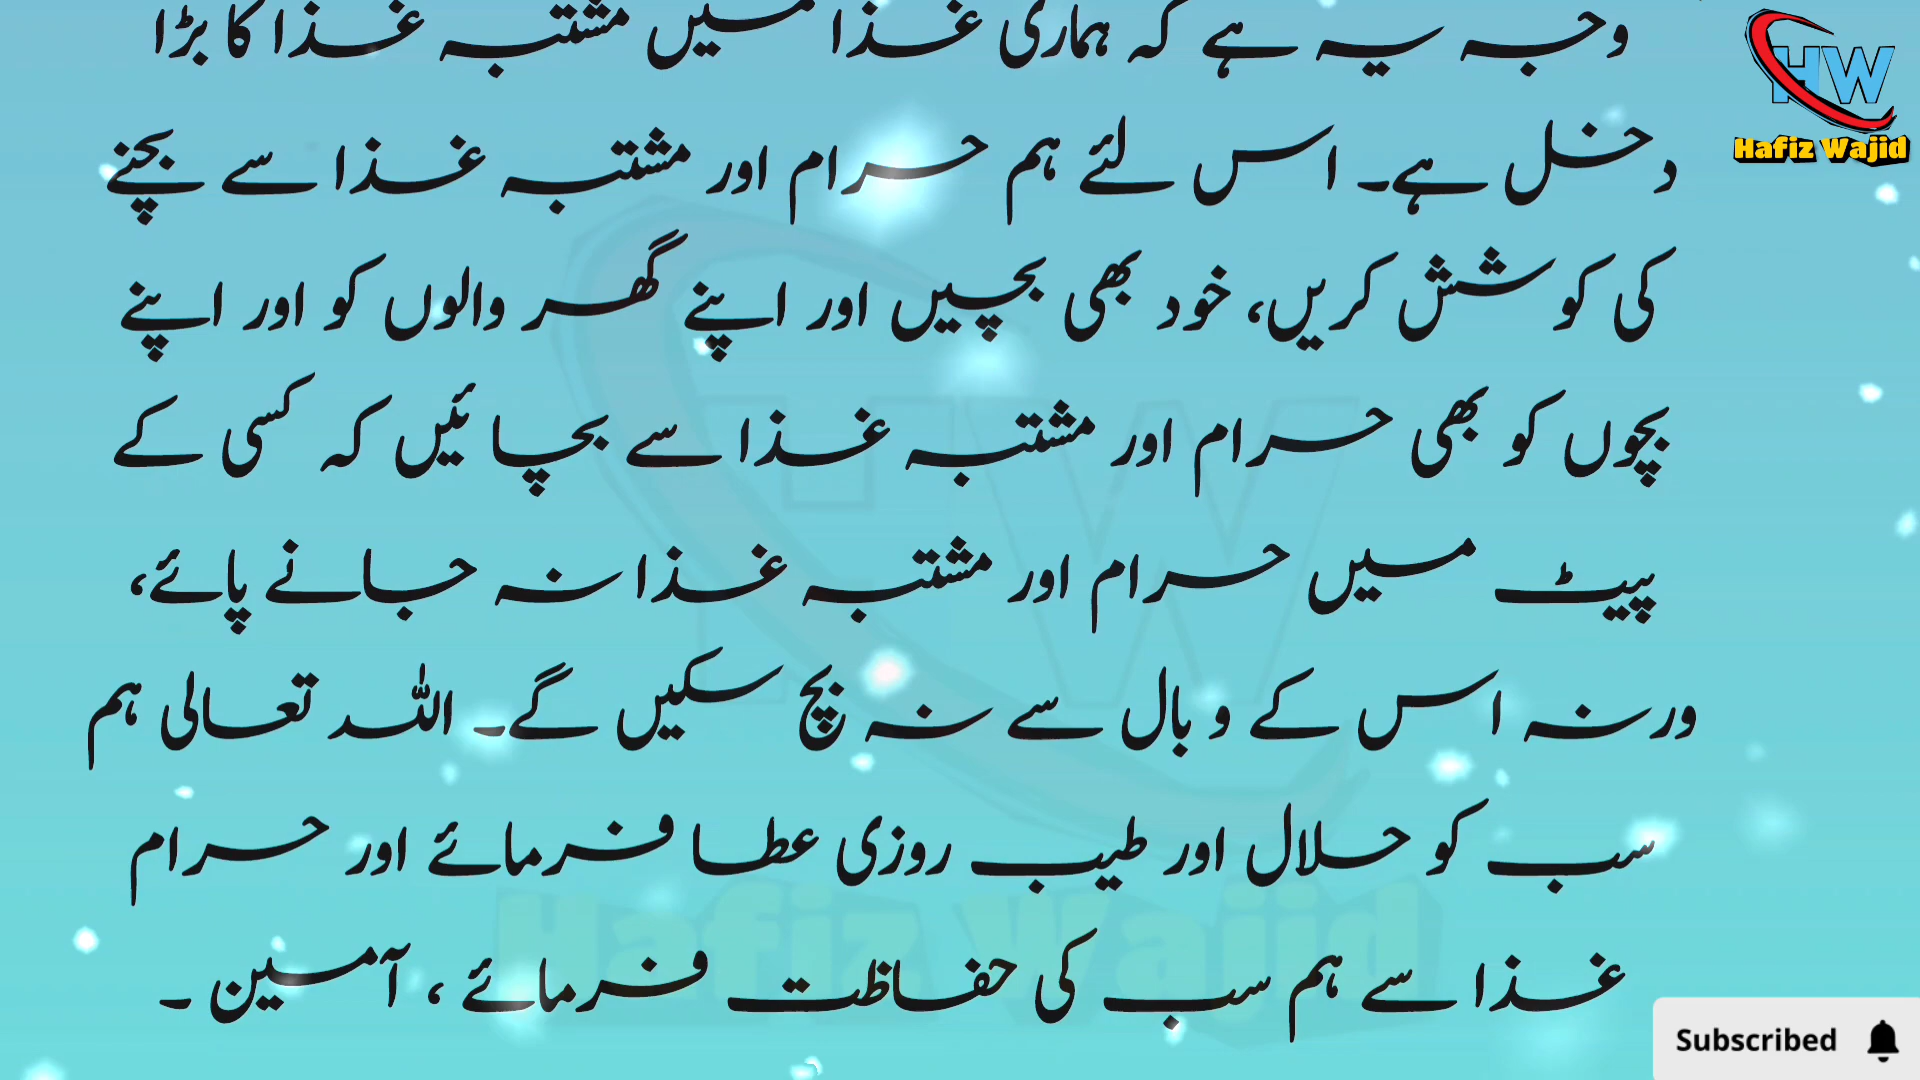 وجہ یہ ہے کہ ہماری غذا میں مشتبہ غذا کا بڑا
دخل ہے۔ اس لئے ہم حرام اور مشتبہ غذا سے بچنے
کی کوشش کریں، خود بھی بچیں اور اپنے گھر والوں کو اور اپنے
بچوں کو بھی حرام اور مشتبہ غذا سے بچائیں کہ کسی کے
پیٹ میں حرام اور مشتبہ غذا نہ جانے پائے،
ورنہ اس کے وبال سے نہ بچ سکیں گے۔ اللہ تعالی ہم
سب کو حلال اور طیب روزی عطا فرمائے اور حرام
غذا سے ہم سب کی حفاظت فرمائے ، آمین ۔
HW
Hafiz Wajid
HW
Hafiz Wajid
Subscribed